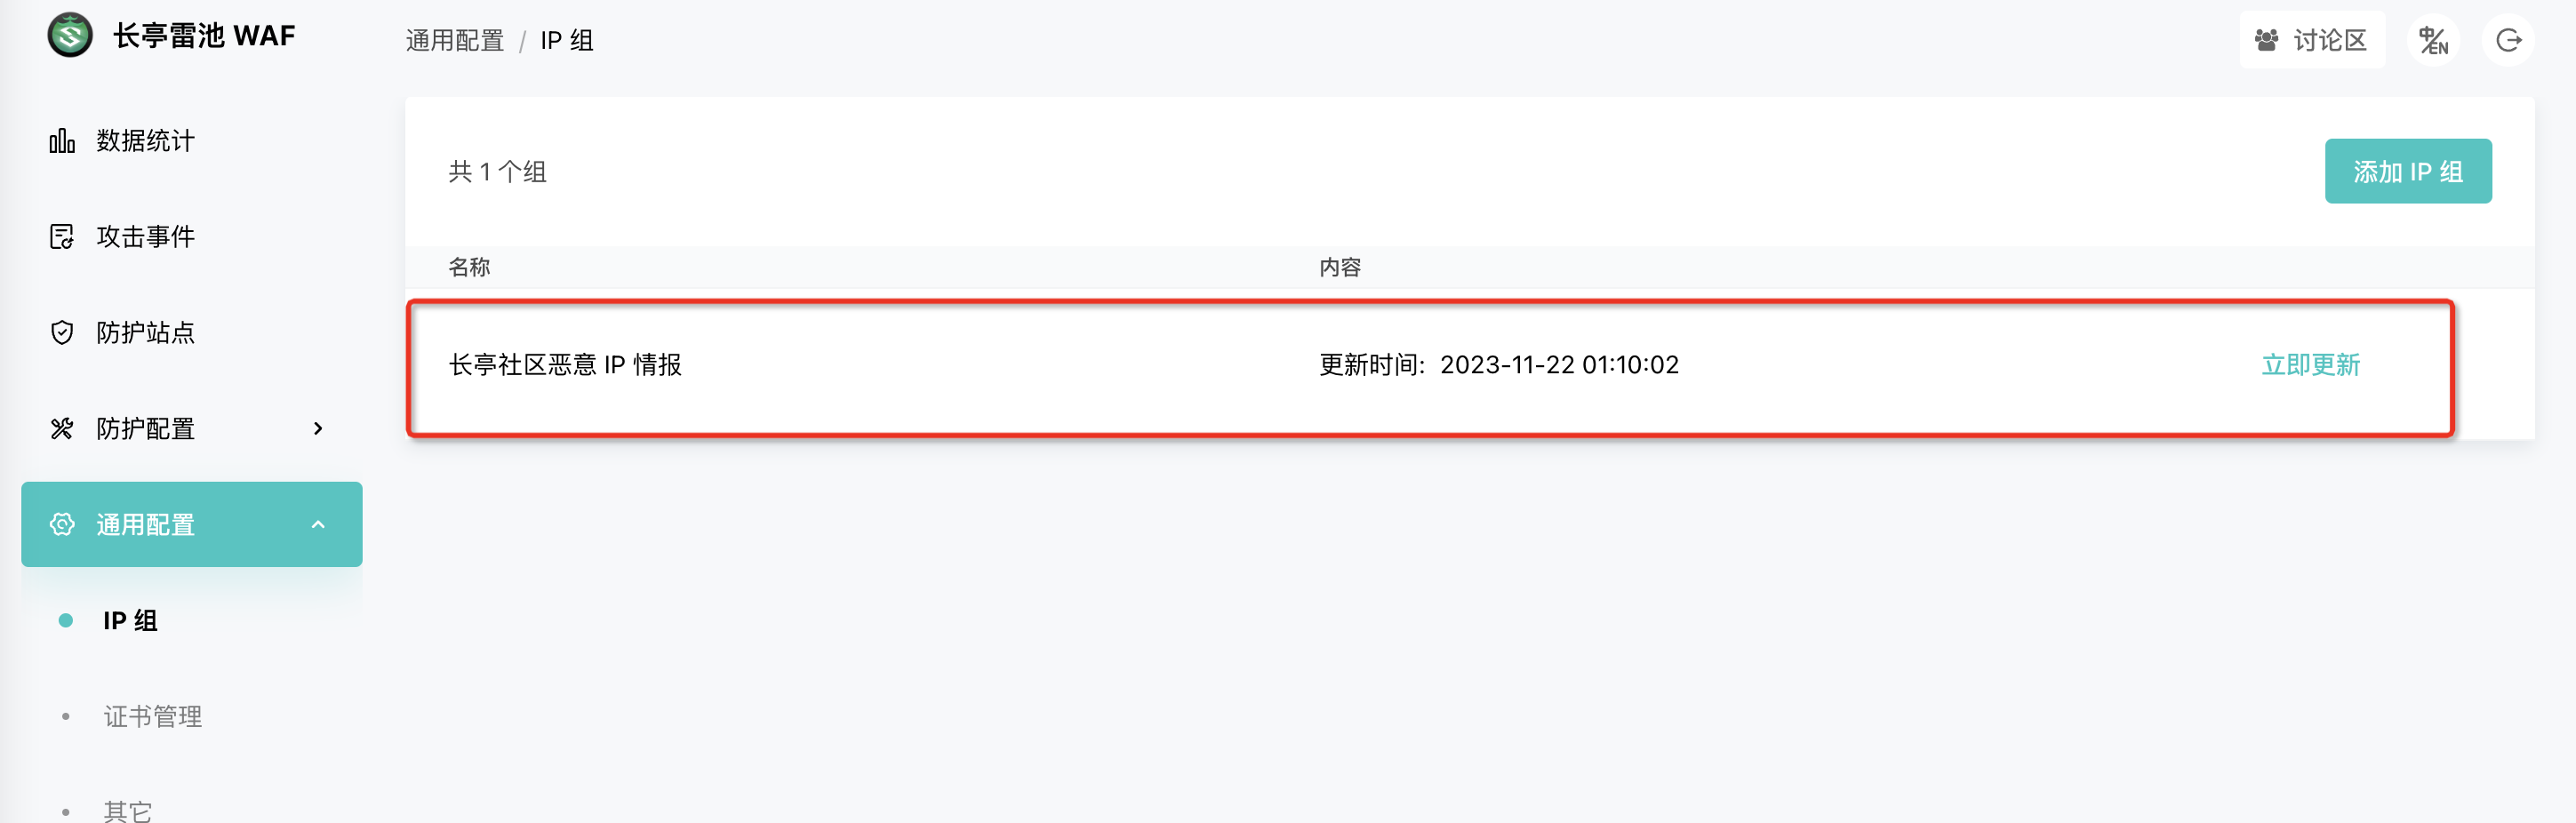 长亭雷池 WAF
通用配置 / IP 组
讨论区
中/EN
数据统计
攻击事件
防护站点
防护配置
通用配置
IP 组
证书管理
其它
共 1 个组
添加 IP 组
名称
内容
长亭社区恶意 IP 情报
更新时间: 2023-11-22 01:10:02
立即更新